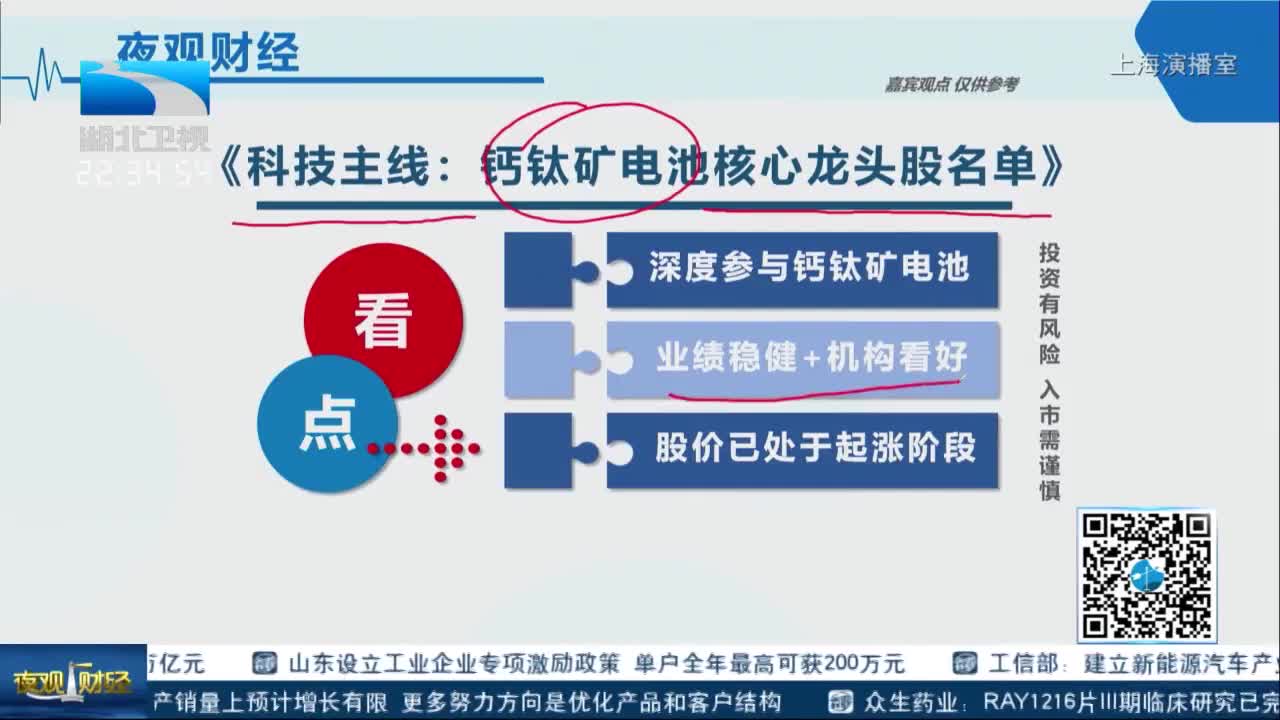 夜观财经
上海演播室
嘉宾观点 仅供参考
湖北卫视
22:34:54
《科技主线：钙钛矿电池核心龙头股名单》
看点
深度参与钙钛矿电池
业绩稳健+机构看好
股价已处于起涨阶段
投资有风险 入市需谨慎
夜观财经
万亿元 山东设立工业企业专项激励政策 单户全年最高可获200万元 工信部：建立新能源汽车产
产销量上预计增长有限 更多努力方向是优化产品和客户结构 众生药业：RAY1216片III期临床研究已完